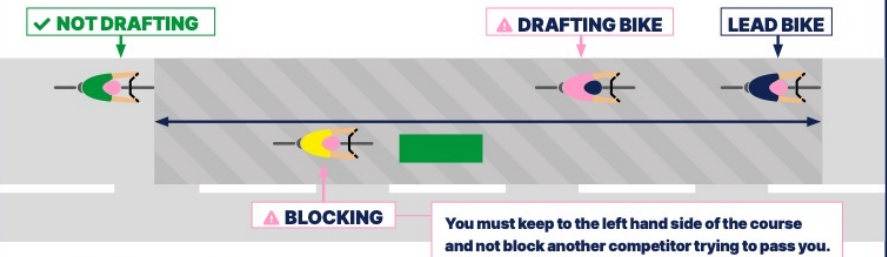 NOT DRAFTING
DRAFTING BIKE
LEAD BIKE
BLOCKING
You must keep to the left hand side of the course
and not block another competitor trying to pass you.